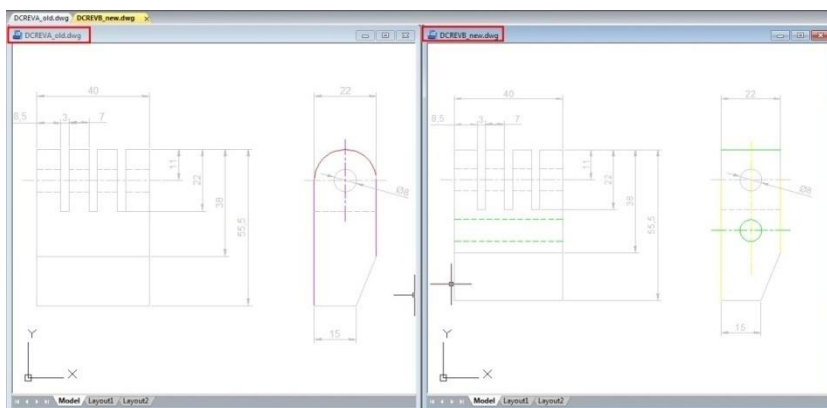 DCREVA_old.dwg DCREVB_new.dwg
DCREVA_old.dwg
40
22
8,5 3 7
11
22
38
55,5
Ø8
15
Y
X
Model Layout1 Layout2
DCREVB_new.dwg
40
22
8,5 3 7
11
22
38
55,5
Ø8
15
Y
X
Model Layout1 Layout2